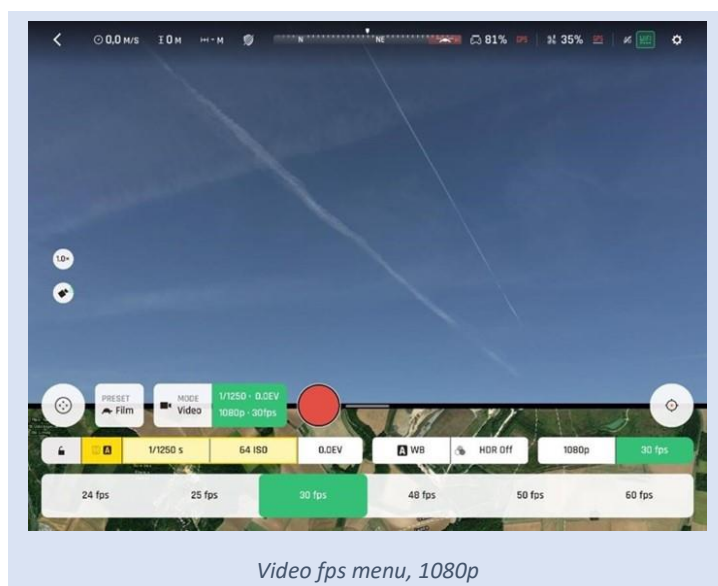 0,0 M/S 0 M - M N NE 81% GPS 35%
1.0×
PRESET
Film
MODE
Video
1/1250 · 0.0EV
1080p · 30fps
A 1/1250 s 64 ISO 0.0EV A WB HDR Off 1080p 30 fps
24 fps 25 fps 30 fps 48 fps 50 fps 60 fps
Video fps menu, 1080p